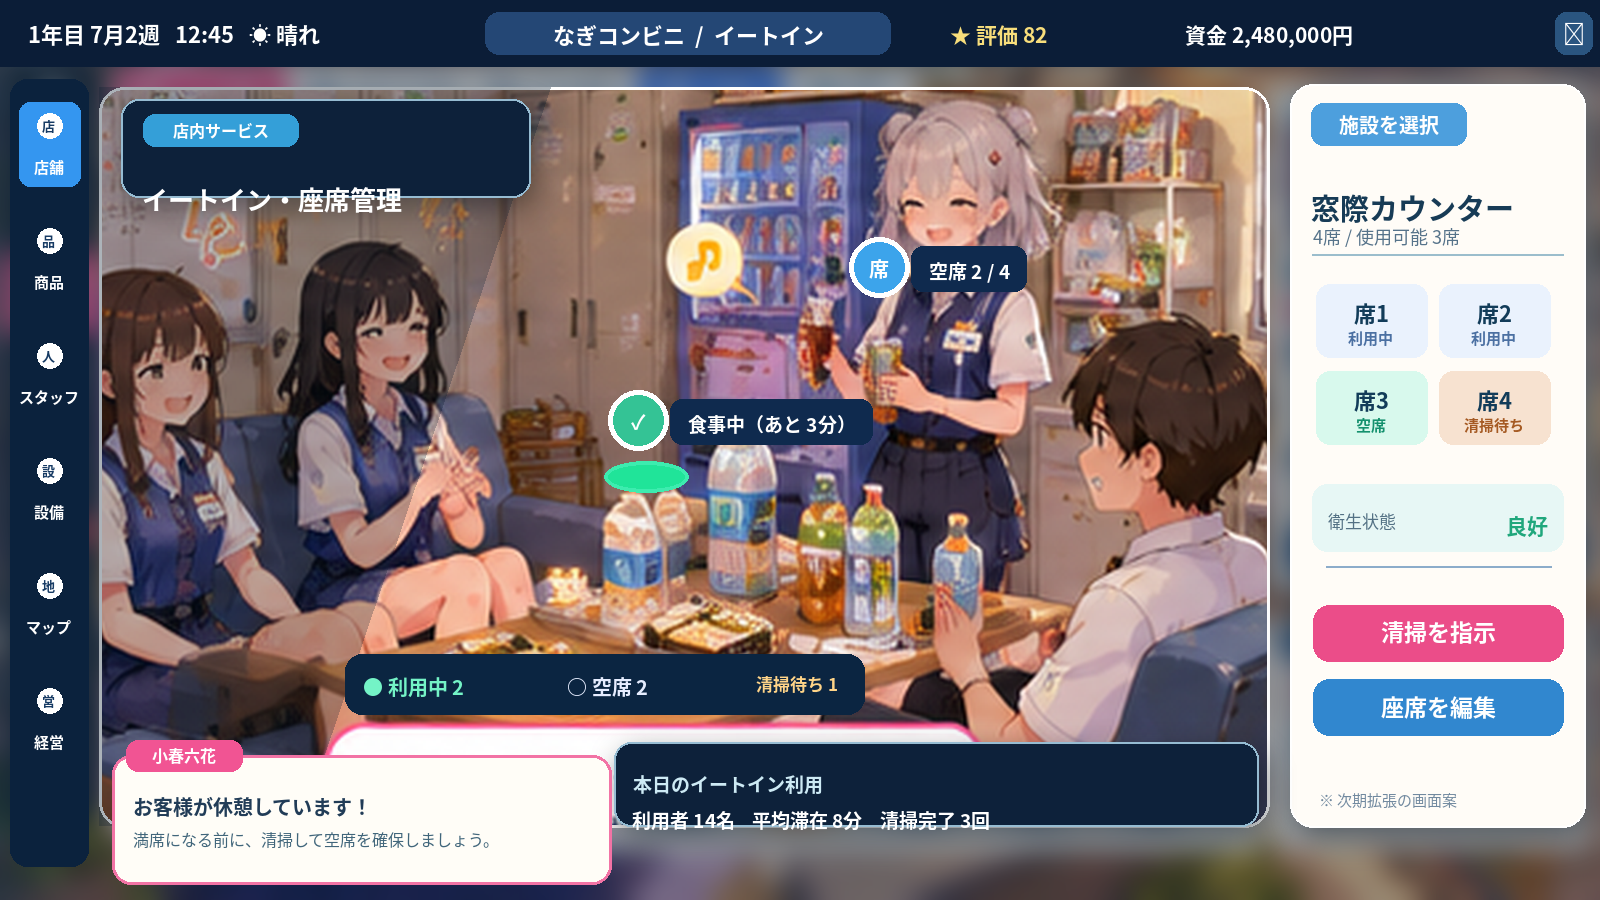 1年目 7月2週 12:45 ☀ 晴れ
なぎコンビニ / イートイン
★ 評価 82
資金 2,480,000円
店
店舗
品
商品
人
スタッフ
設
設備
地
マップ
営
経営
店内サービス
イートイン・座席管理
席
空席 2 / 4
✓
食事中（あと 3分）
利用中 2
空席 2
清掃待ち 1
小春六花
お客様が休憩しています！
満席になる前に、清掃して空席を確保しましょう。
本日のイートイン利用
利用者 14名 平均滞在 8分 清掃完了 3回
施設を選択
窓際カウンター
4席 / 使用可能 3席
席1
利用中
席2
利用中
席3
空席
席4
清掃待ち
衛生状態
良好
清掃を指示
座席を編集
※ 次期拡張の画面案